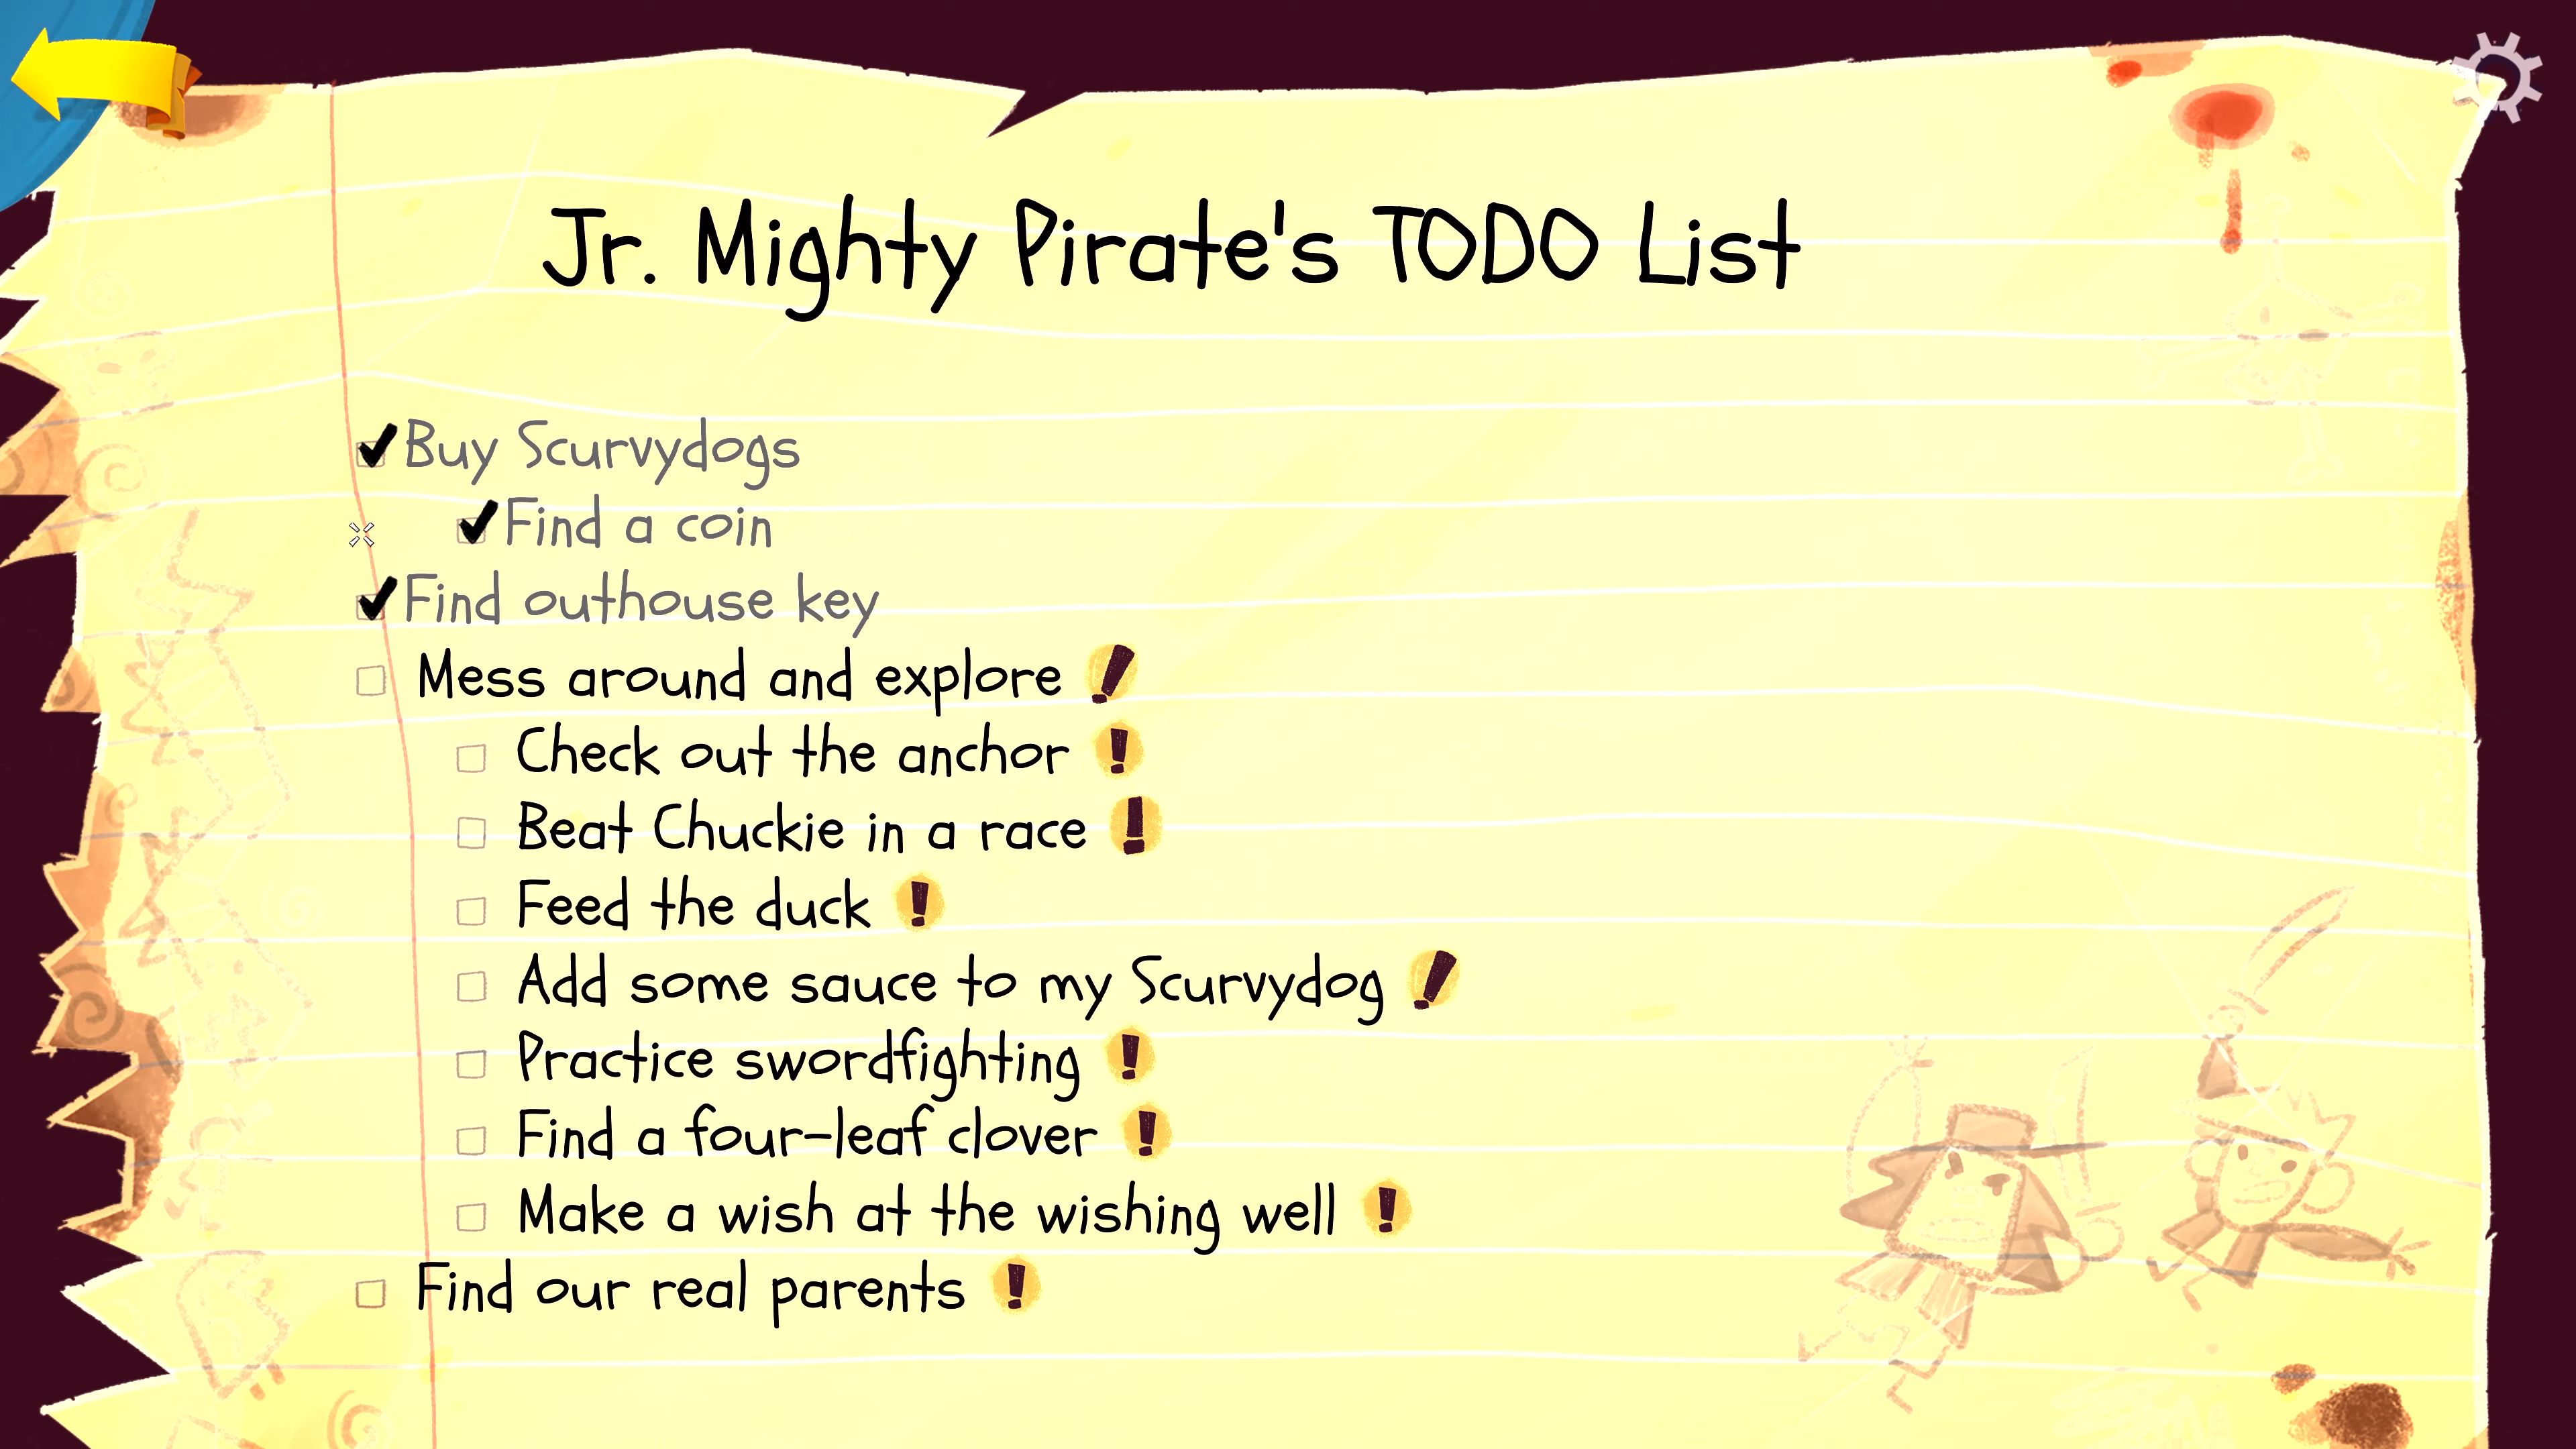 Jr. Mighty Pirate's TODO List
Buy Scurvydogs
Find a coin
Find outhouse key
Mess around and explore !
Check out the anchor !
Beat Chuckie in a race !
Feed the duck !
Add some sauce to my Scurvydog !
Practice swordfighting !
Find a four-leaf clover !
Make a wish at the wishing well !
Find our real parents !